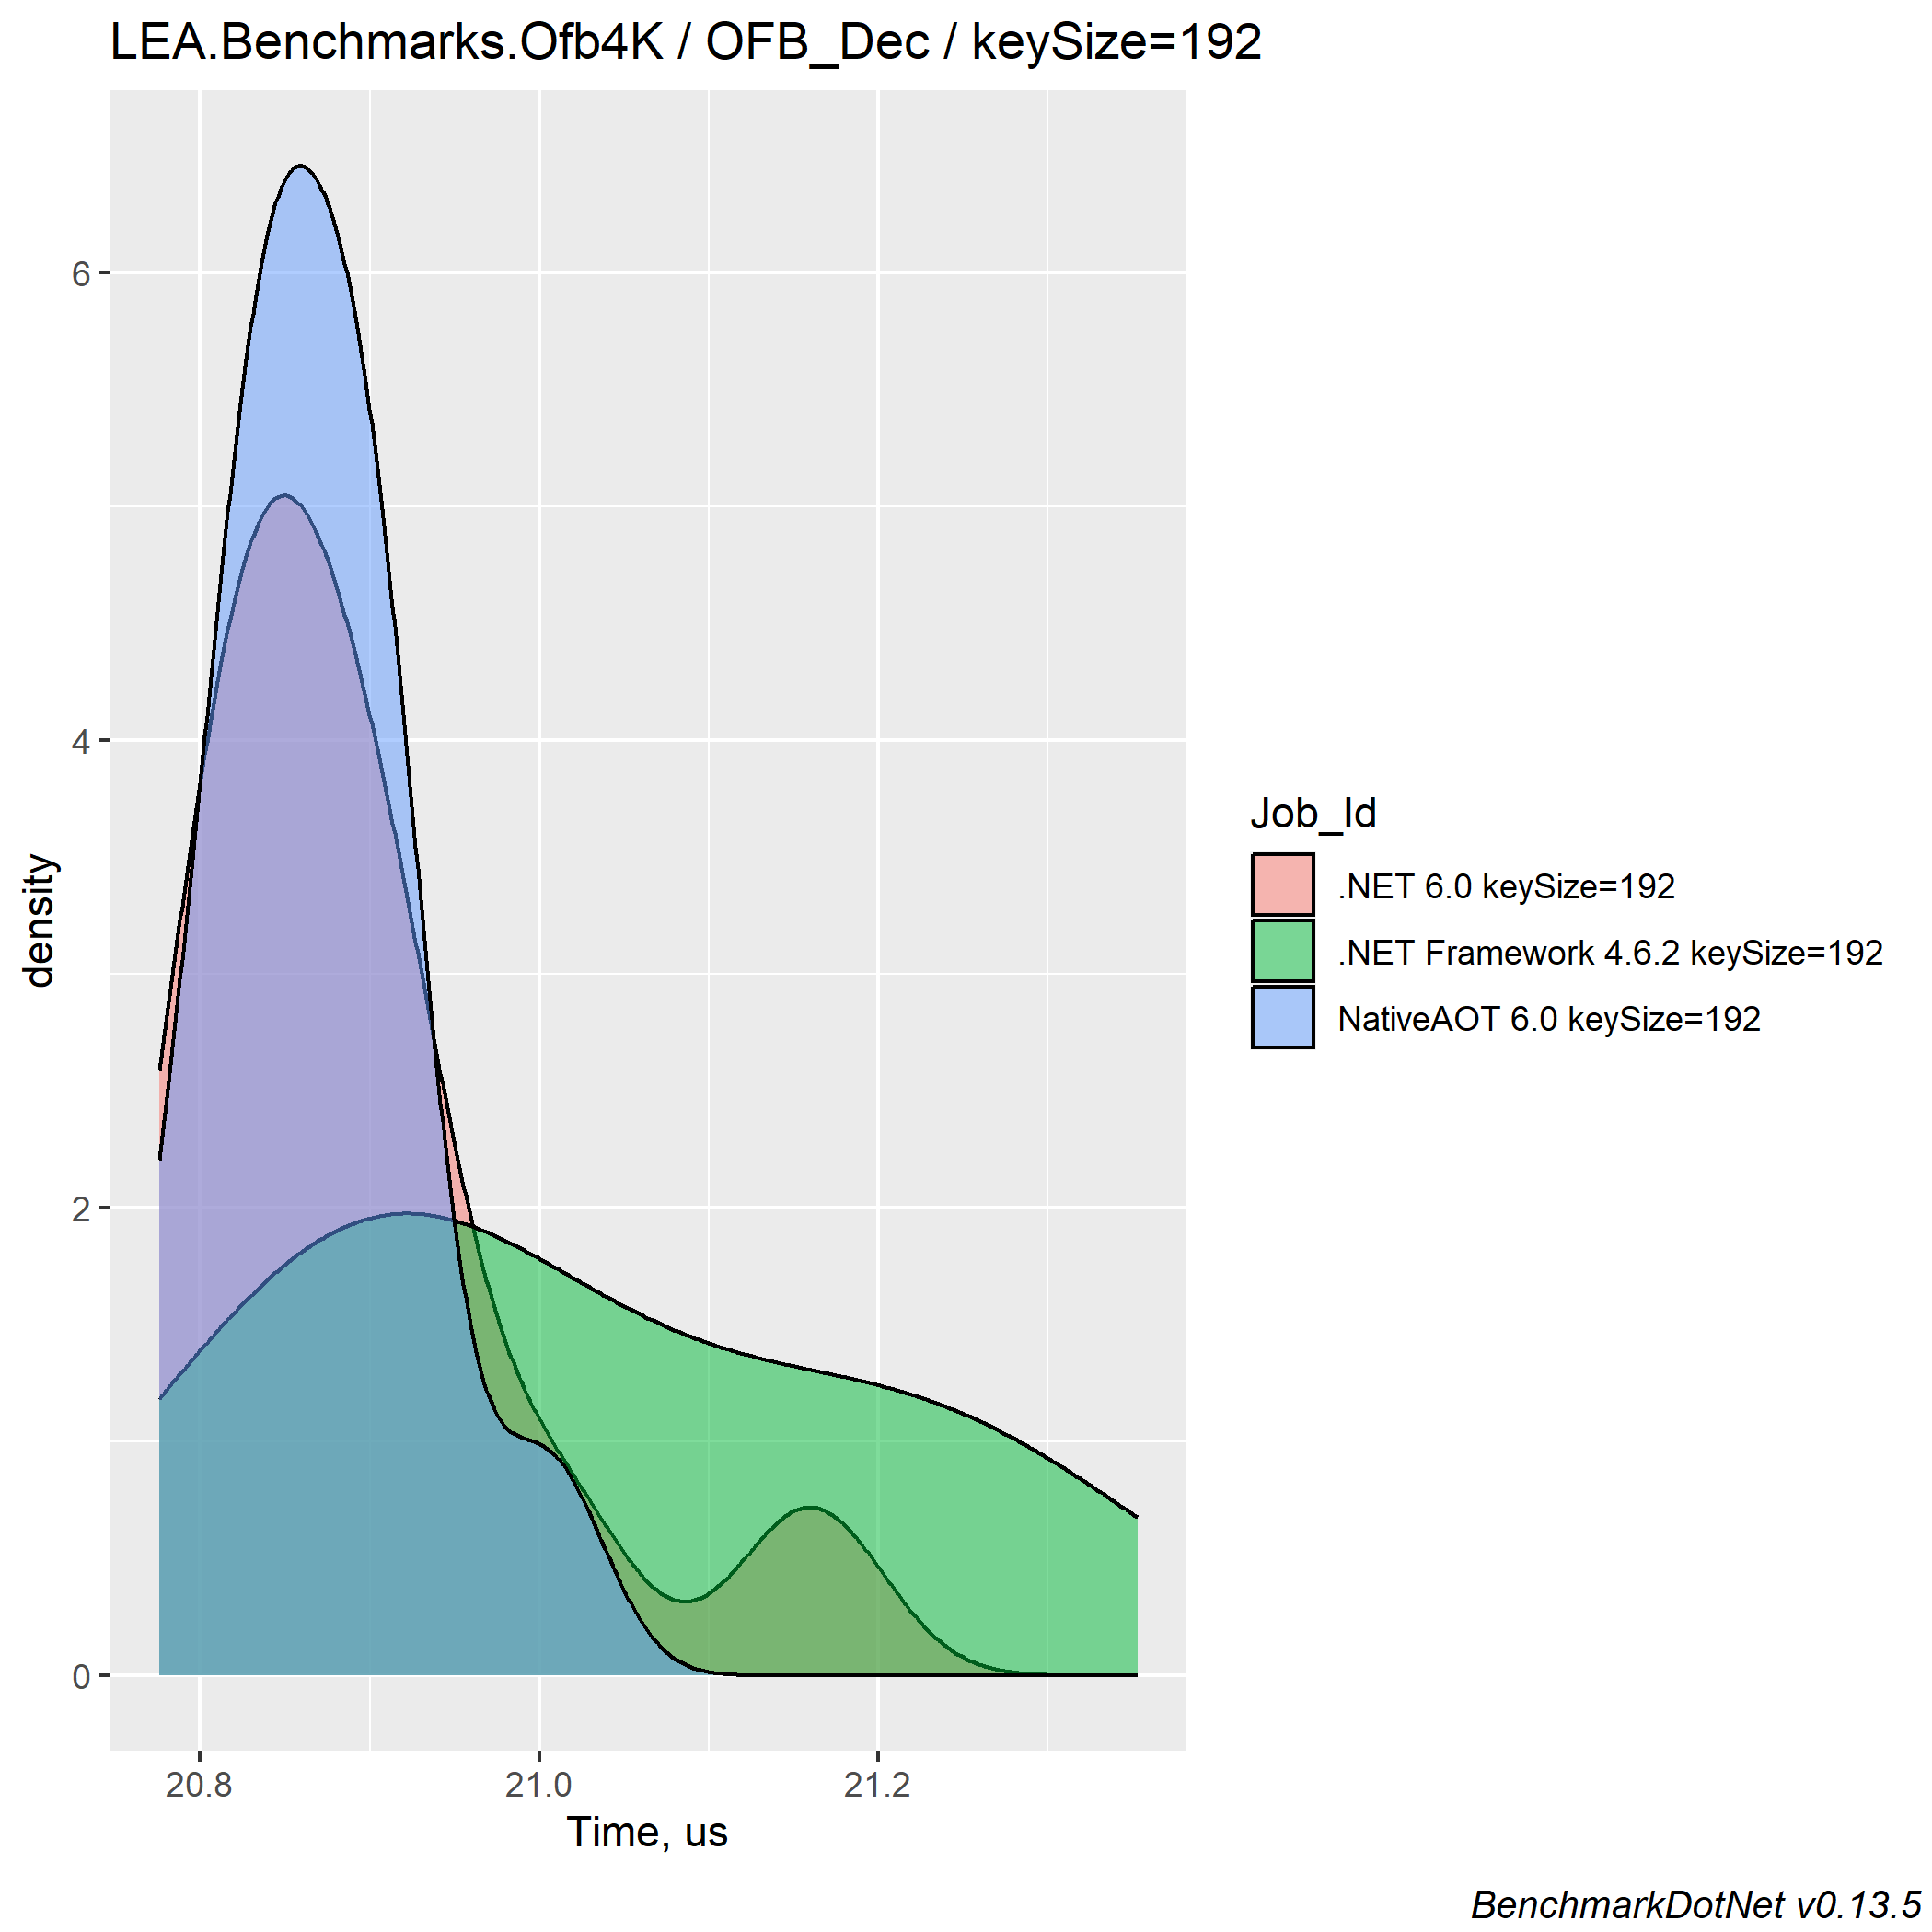 LEA.Benchmarks.Ofb4K / OFB_Dec / keySize=192
6
4
2
0
density
20.8 21.0 21.2
Time, us
Job_Id
.NET 6.0 keySize=192
.NET Framework 4.6.2 keySize=192
NativeAOT 6.0 keySize=192
BenchmarkDotNet v0.13.5